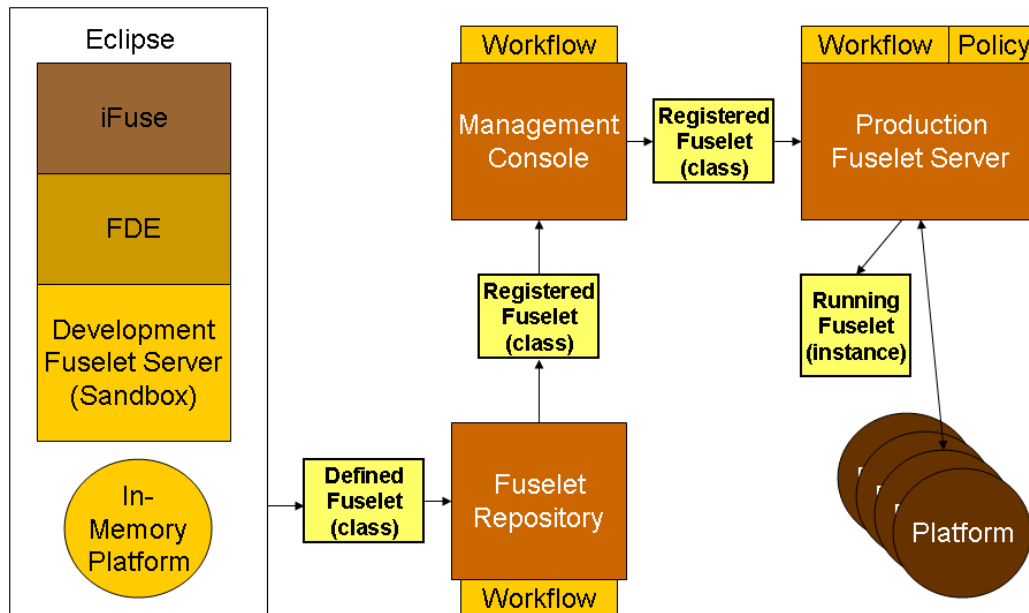 Eclipse
iFuse
FDE
Development
Fuselet Server
(Sandbox)
In-
Memory
Platform
Defined
Fuselet
(class)
Fuselet
Repository
Workflow
Registered
Fuselet
(class)
Workflow
Management
Console
Registered
Fuselet
(class)
Workflow
Policy
Production
Fuselet Server
Running
Fuselet
(instance)
Platform